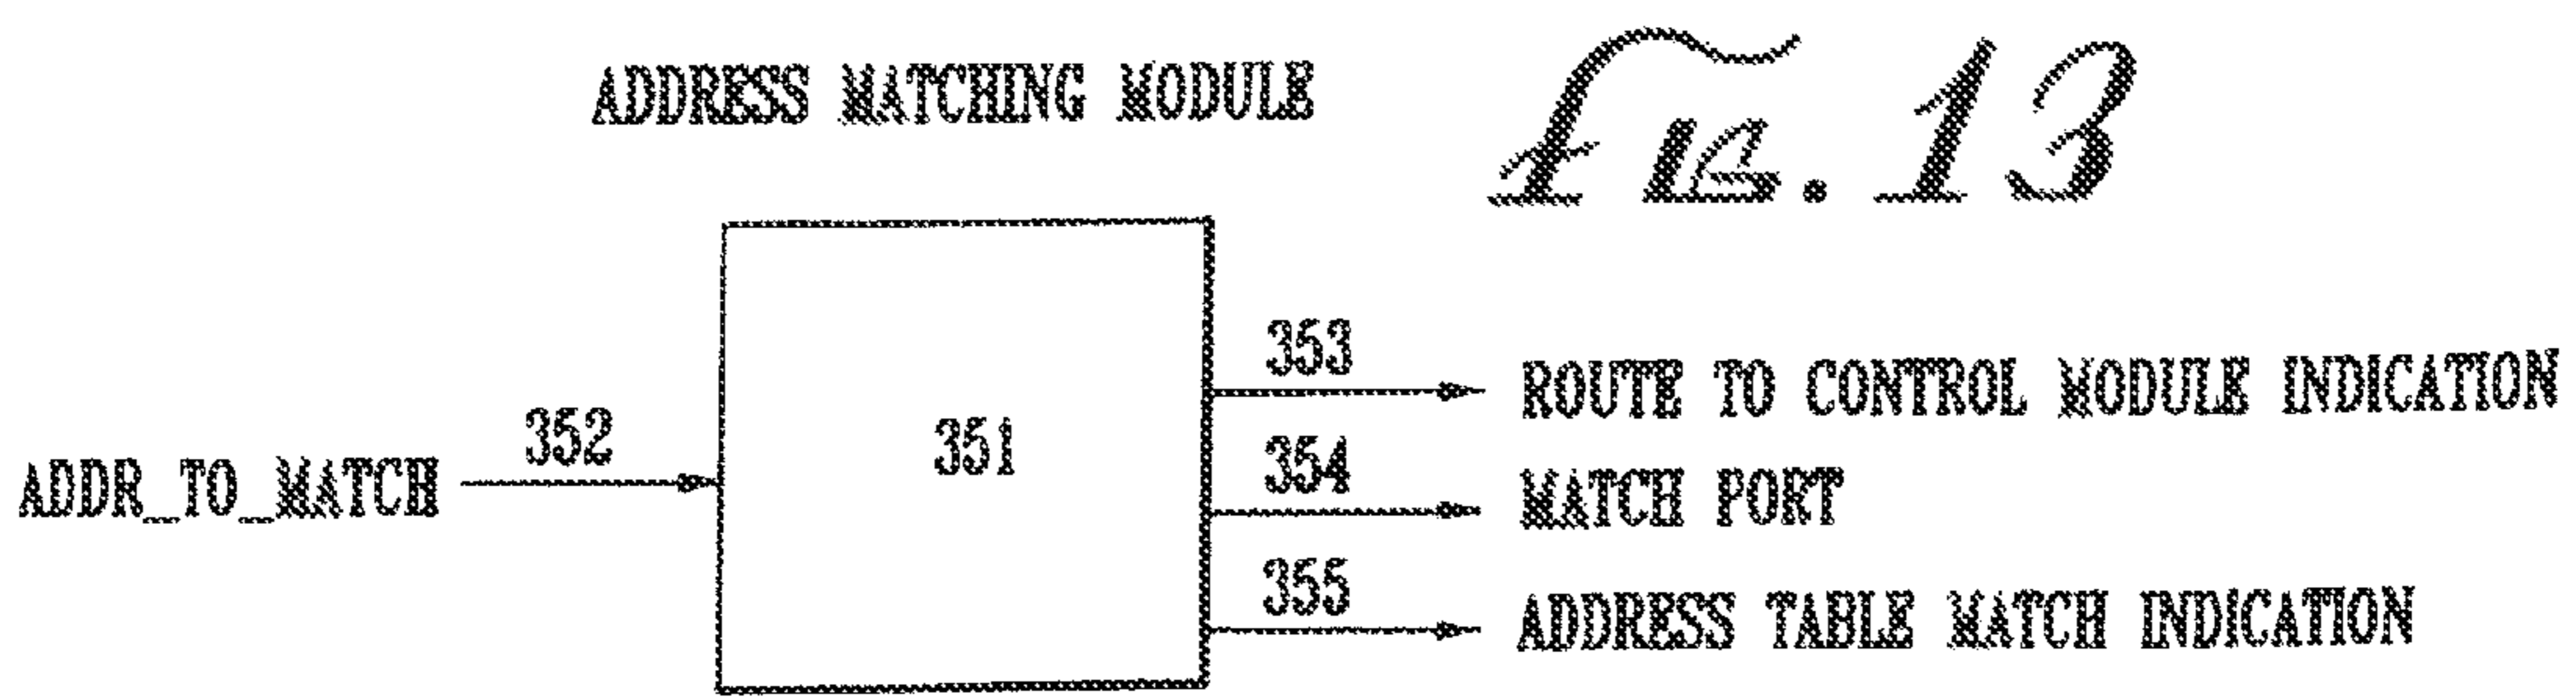 ADDRESS MATCHING MODULE
FIG. 13
353
ROUTE TO CONTROL MODULE INDICATION
352
351
ADDR_TO_MATCH
354
MATCH PORT
355
ADDRESS TABLE MATCH INDICATION